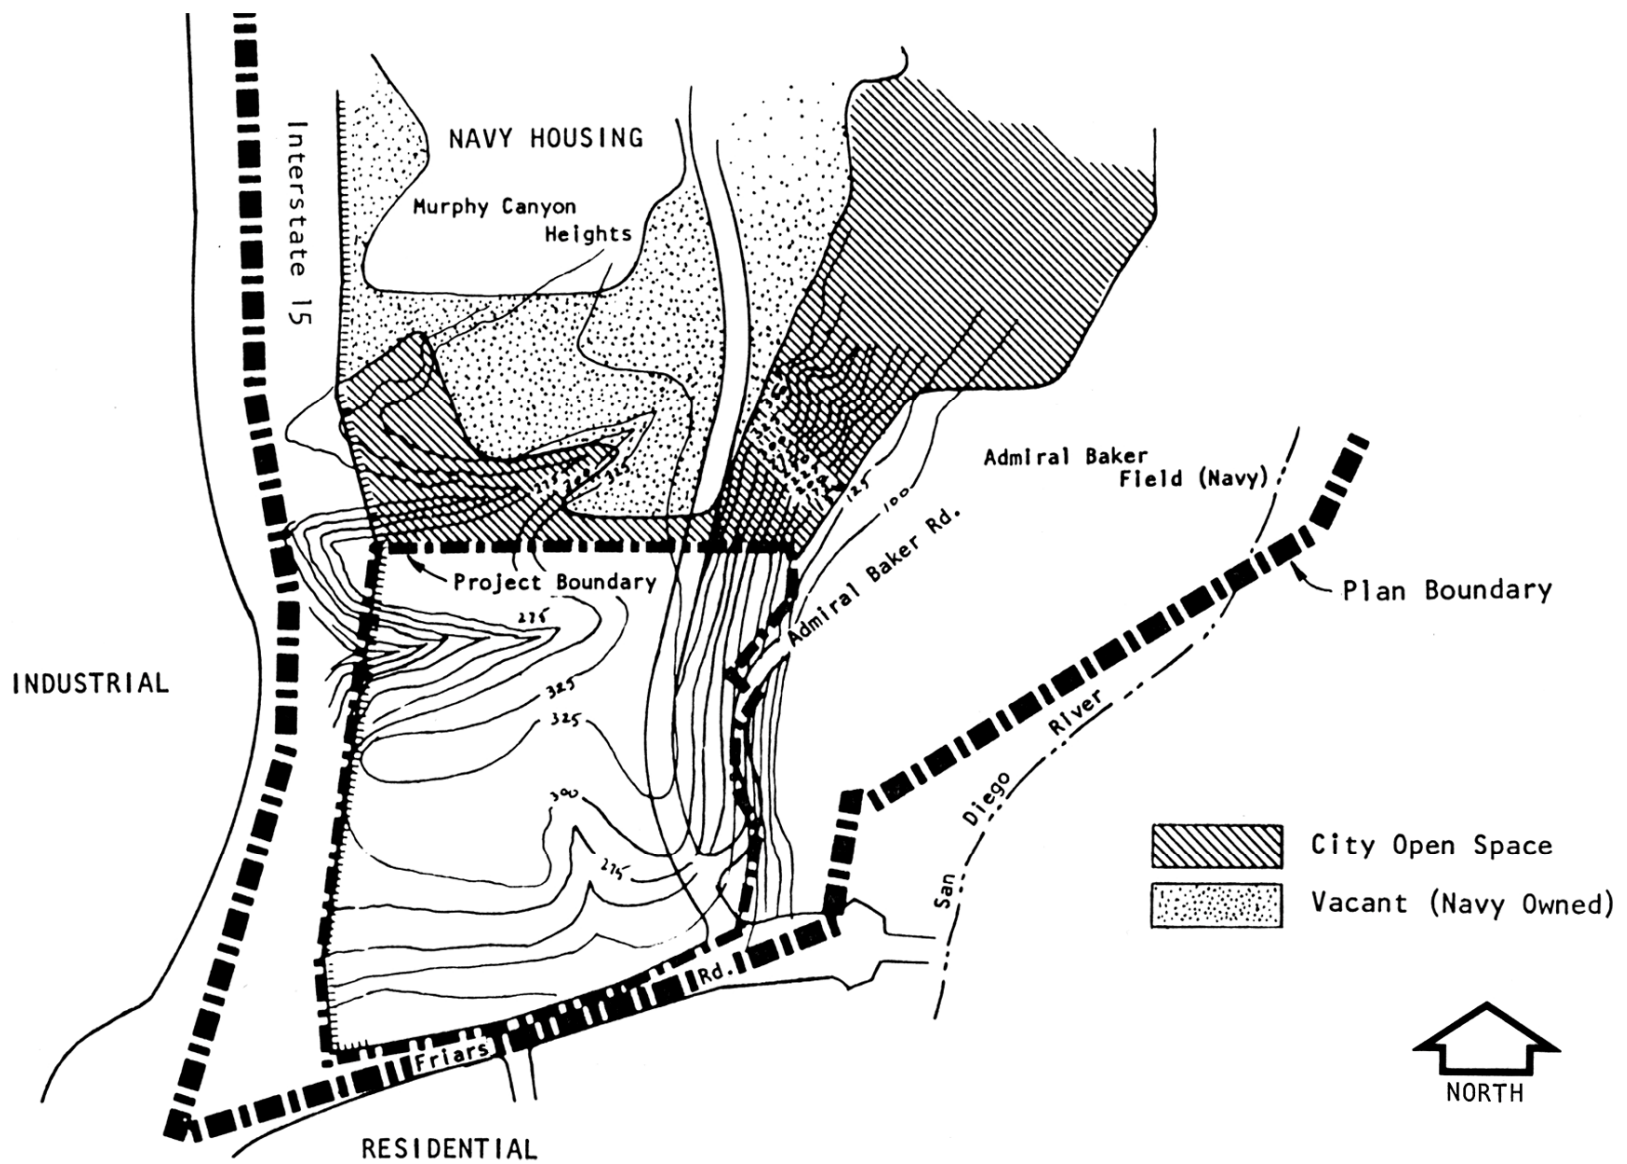 NAVY HOUSING
Murphy Canyon
Heights
Interstate 15
Admiral Baker
Field (Navy)
125
100
Admiral Baker Rd.
Project Boundary
Plan Boundary
275
325
325
300
275
INDUSTRIAL
San Diego River
City Open Space
Vacant (Navy Owned)
Friars Rd.
NORTH
RESIDENTIAL